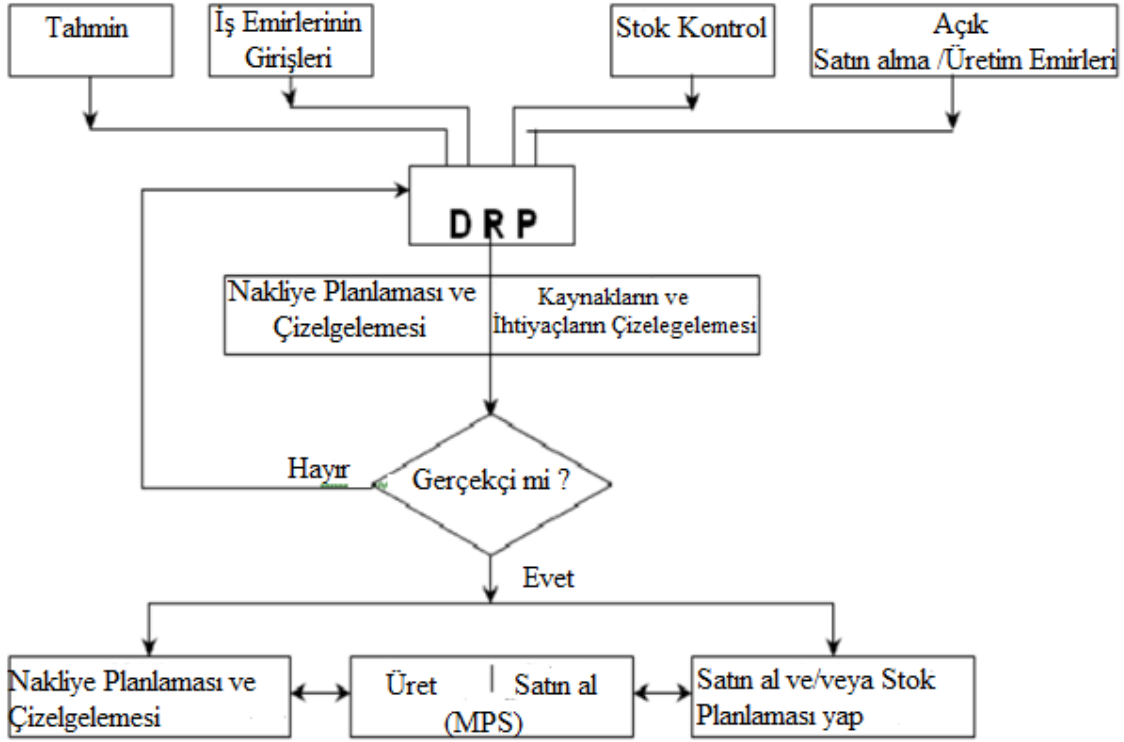 Tahmin
İş Emirlerinin
Girişleri
Stok Kontrol
Açık
Satın alma /Üretim Emirleri
D R P
Nakliye Planlaması ve
Çizelgelemesi
Kaynakların ve
İhtiyaçların Çizelegelemesi
Gerçekçi mi ?
Hayır
Evet
Nakliye Planlaması ve
Çizelgelemesi
Üret | Satın al
(MPS)
Satın al ve/veya Stok
Planlaması yap